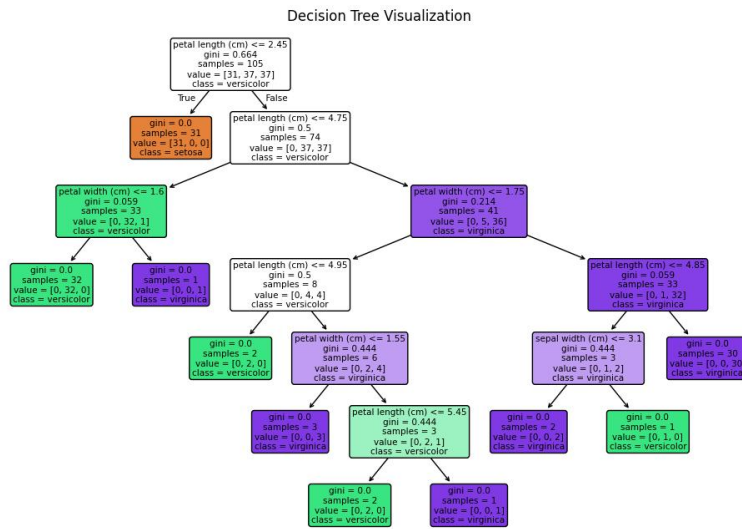 Decision Tree Visualization
petal length (cm) <= 2.45
gini = 0.664
samples = 105
value = [31, 37, 37]
class = versicolor
True
False
gini = 0.0
samples = 31
value = [31, 0, 0]
class = setosa
petal length (cm) <= 4.75
gini = 0.5
samples = 74
value = [0, 37, 37]
class = versicolor
petal width (cm) <= 1.6
gini = 0.059
samples = 33
value = [0, 32, 1]
class = versicolor
petal width (cm) <= 1.75
gini = 0.214
samples = 41
value = [0, 5, 36]
class = virginica
gini = 0.0
samples = 32
value = [0, 32, 0]
class = versicolor
gini = 0.0
samples = 1
value = [0, 0, 1]
class = virginica
petal length (cm) <= 4.95
gini = 0.5
samples = 8
value = [0, 4, 4]
class = versicolor
petal length (cm) <= 4.85
gini = 0.059
samples = 33
value = [0, 1, 32]
class = virginica
gini = 0.0
samples = 2
value = [0, 2, 0]
class = versicolor
petal width (cm) <= 1.55
gini = 0.444
samples = 6
value = [0, 2, 4]
class = virginica
sepal width (cm) <= 3.1
gini = 0.444
samples = 3
value = [0, 1, 2]
class = virginica
gini = 0.0
samples = 30
value = [0, 0, 30]
class = virginica
gini = 0.0
samples = 3
value = [0, 0, 3]
class = virginica
petal length (cm) <= 5.45
gini = 0.444
samples = 3
value = [0, 2, 1]
class = versicolor
gini = 0.0
samples = 2
value = [0, 0, 2]
class = virginica
gini = 0.0
samples = 1
value = [0, 1, 0]
class = versicolor
gini = 0.0
samples = 2
value = [0, 2, 0]
class = versicolor
gini = 0.0
samples = 1
value = [0, 0, 1]
class = virginica